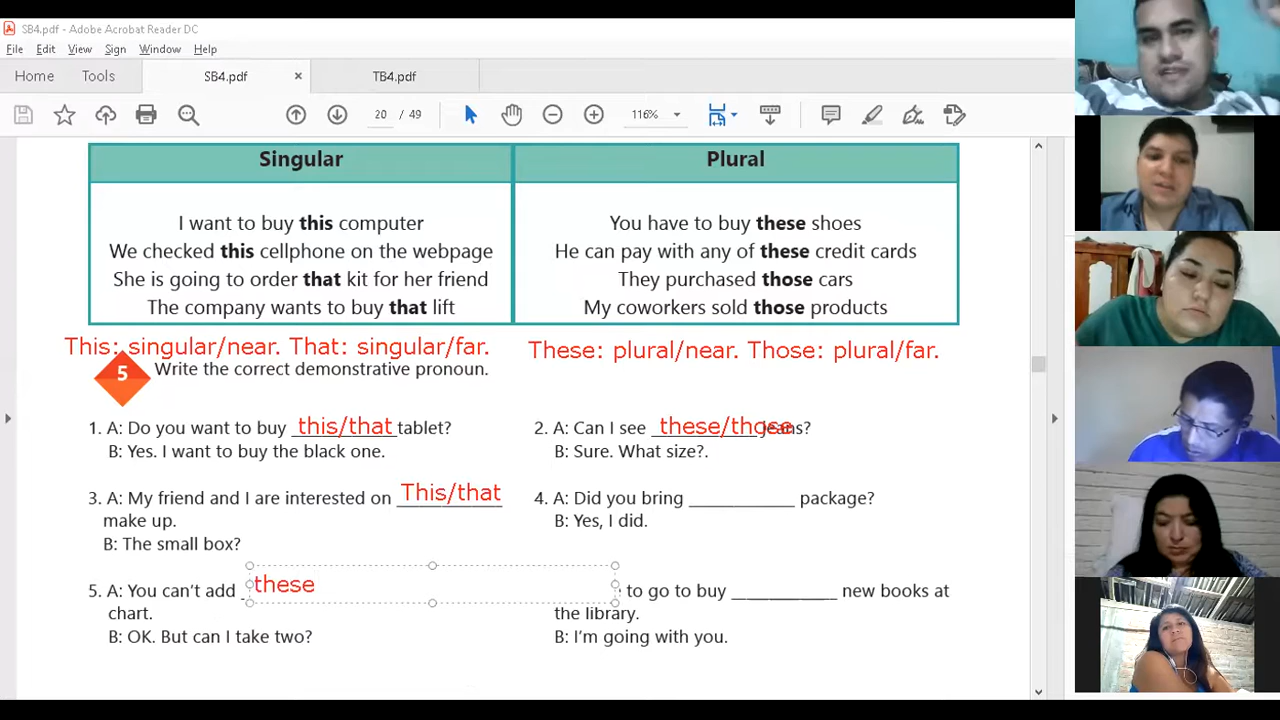 SB4.pdf - Adobe Acrobat Reader DC
File Edit View Sign Window Help
Home Tools SB4.pdf × TB4.pdf
20 / 49 116%
Singular Plural
I want to buy this computer
We checked this cellphone on the webpage
She is going to order that kit for her friend
The company wants to buy that lift
You have to buy these shoes
He can pay with any of these credit cards
They purchased those cars
My coworkers sold those products
This: singular/near. That: singular/far.
These: plural/near. Those: plural/far.
5 Write the correct demonstrative pronoun.
1. A: Do you want to buy this/that tablet?
B: Yes. I want to buy the black one.
2. A: Can I see these/those jeans?
B: Sure. What size?.
3. A: My friend and I are interested on This/that
make up.
B: The small box?
4. A: Did you bring ___________ package?
B: Yes, I did.
5. A: You can't add these
chart.
B: OK. But can I take two?
to go to buy ___________ new books at
the library.
B: I'm going with you.